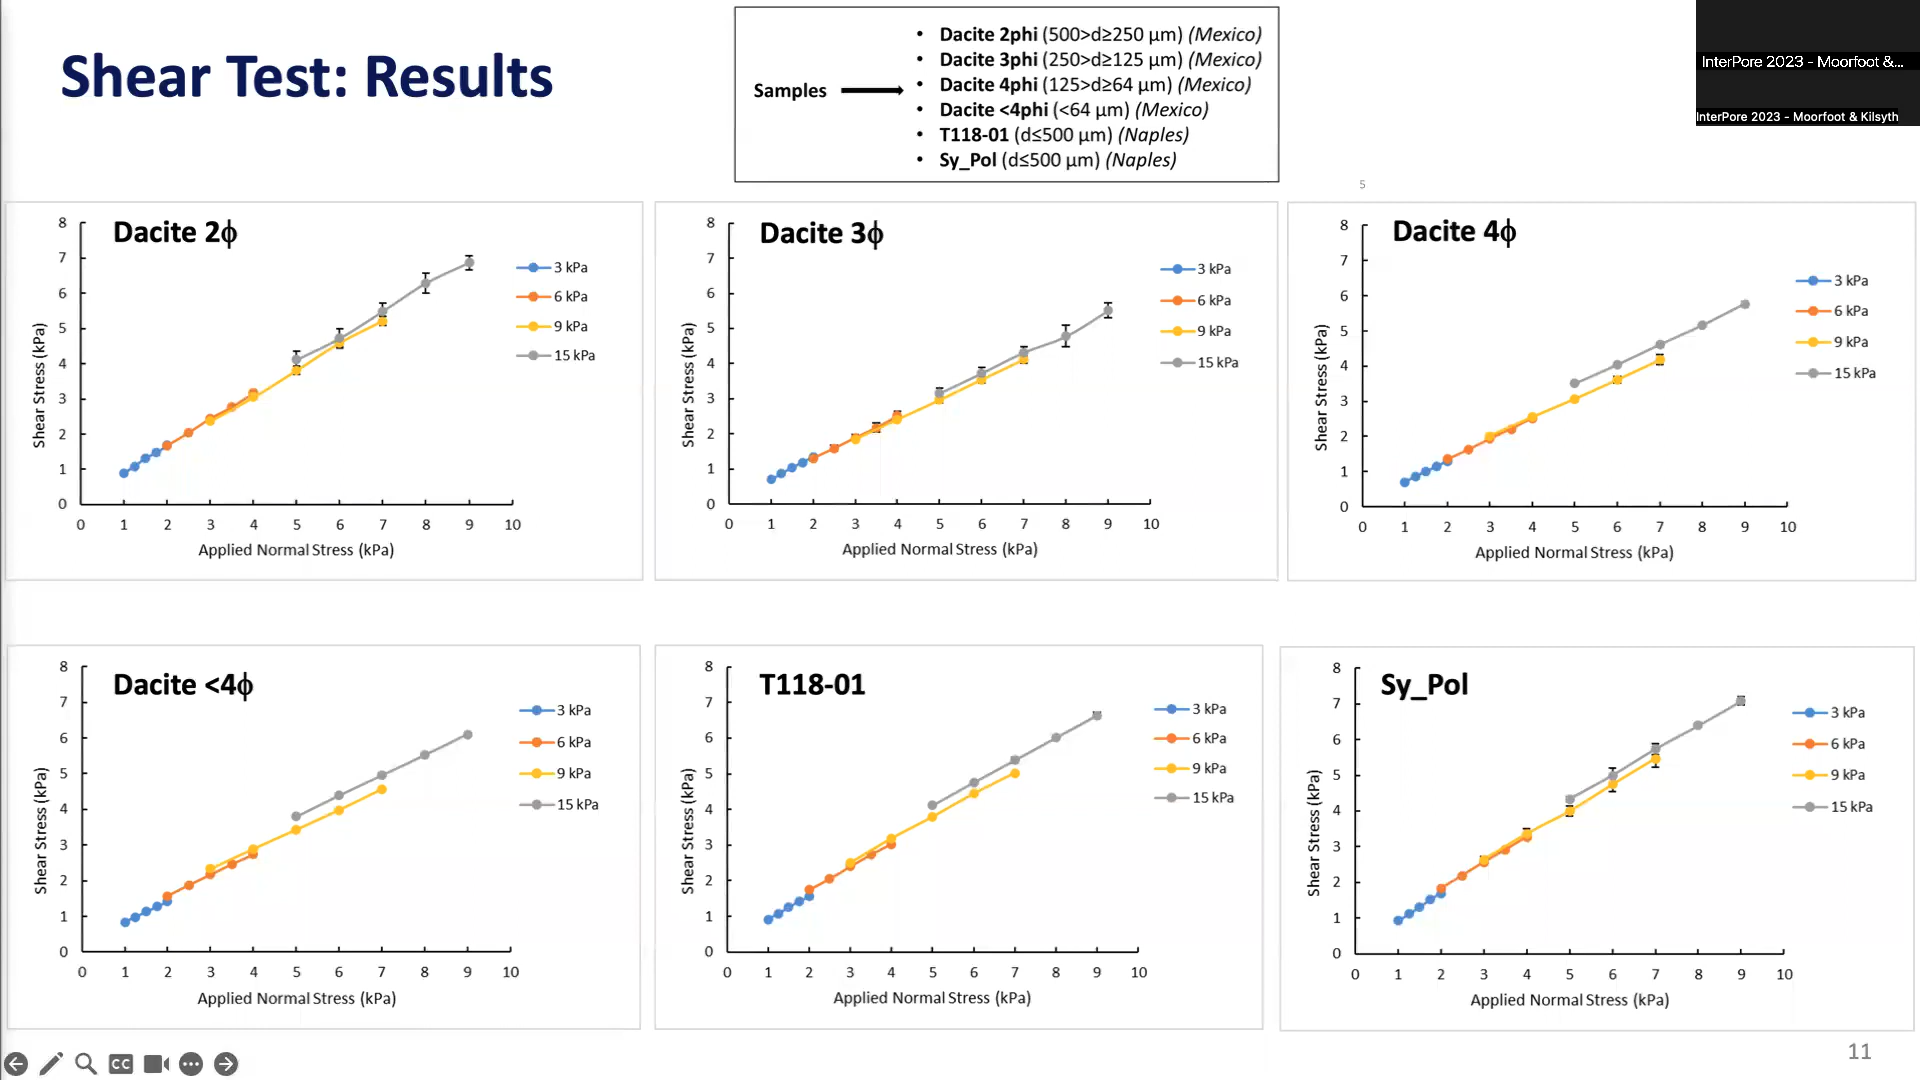 Shear Test: Results
Samples
• Dacite 2phi (500>d≥250 µm) (Mexico)
• Dacite 3phi (250>d≥125 µm) (Mexico)
• Dacite 4phi (125>d≥64 µm) (Mexico)
• Dacite <4phi (<64 µm) (Mexico)
• T118-01 (d≤500 µm) (Naples)
• Sy_Pol (d≤500 µm) (Naples)
InterPore 2023 - Moorfoot &...
InterPore 2023 - Moorfoot & Kilsyth
5
Dacite 2ϕ
8
7
6
5
4
3
2
1
0
Shear Stress (kPa)
3 kPa
6 kPa
9 kPa
15 kPa
0 1 2 3 4 5 6 7 8 9 10
Applied Normal Stress (kPa)
Dacite 3ϕ
8
7
6
5
4
3
2
1
0
Shear Stress (kPa)
3 kPa
6 kPa
9 kPa
15 kPa
0 1 2 3 4 5 6 7 8 9 10
Applied Normal Stress (kPa)
Dacite 4ϕ
8
7
6
5
4
3
2
1
0
Shear Stress (kPa)
3 kPa
6 kPa
9 kPa
15 kPa
0 1 2 3 4 5 6 7 8 9 10
Applied Normal Stress (kPa)
Dacite <4ϕ
8
7
6
5
4
3
2
1
0
Shear Stress (kPa)
3 kPa
6 kPa
9 kPa
15 kPa
0 1 2 3 4 5 6 7 8 9 10
Applied Normal Stress (kPa)
T118-01
8
7
6
5
4
3
2
1
0
Shear Stress (kPa)
3 kPa
6 kPa
9 kPa
15 kPa
0 1 2 3 4 5 6 7 8 9 10
Applied Normal Stress (kPa)
Sy_Pol
8
7
6
5
4
3
2
1
0
Shear Stress (kPa)
3 kPa
6 kPa
9 kPa
15 kPa
0 1 2 3 4 5 6 7 8 9 10
Applied Normal Stress (kPa)
CC
11